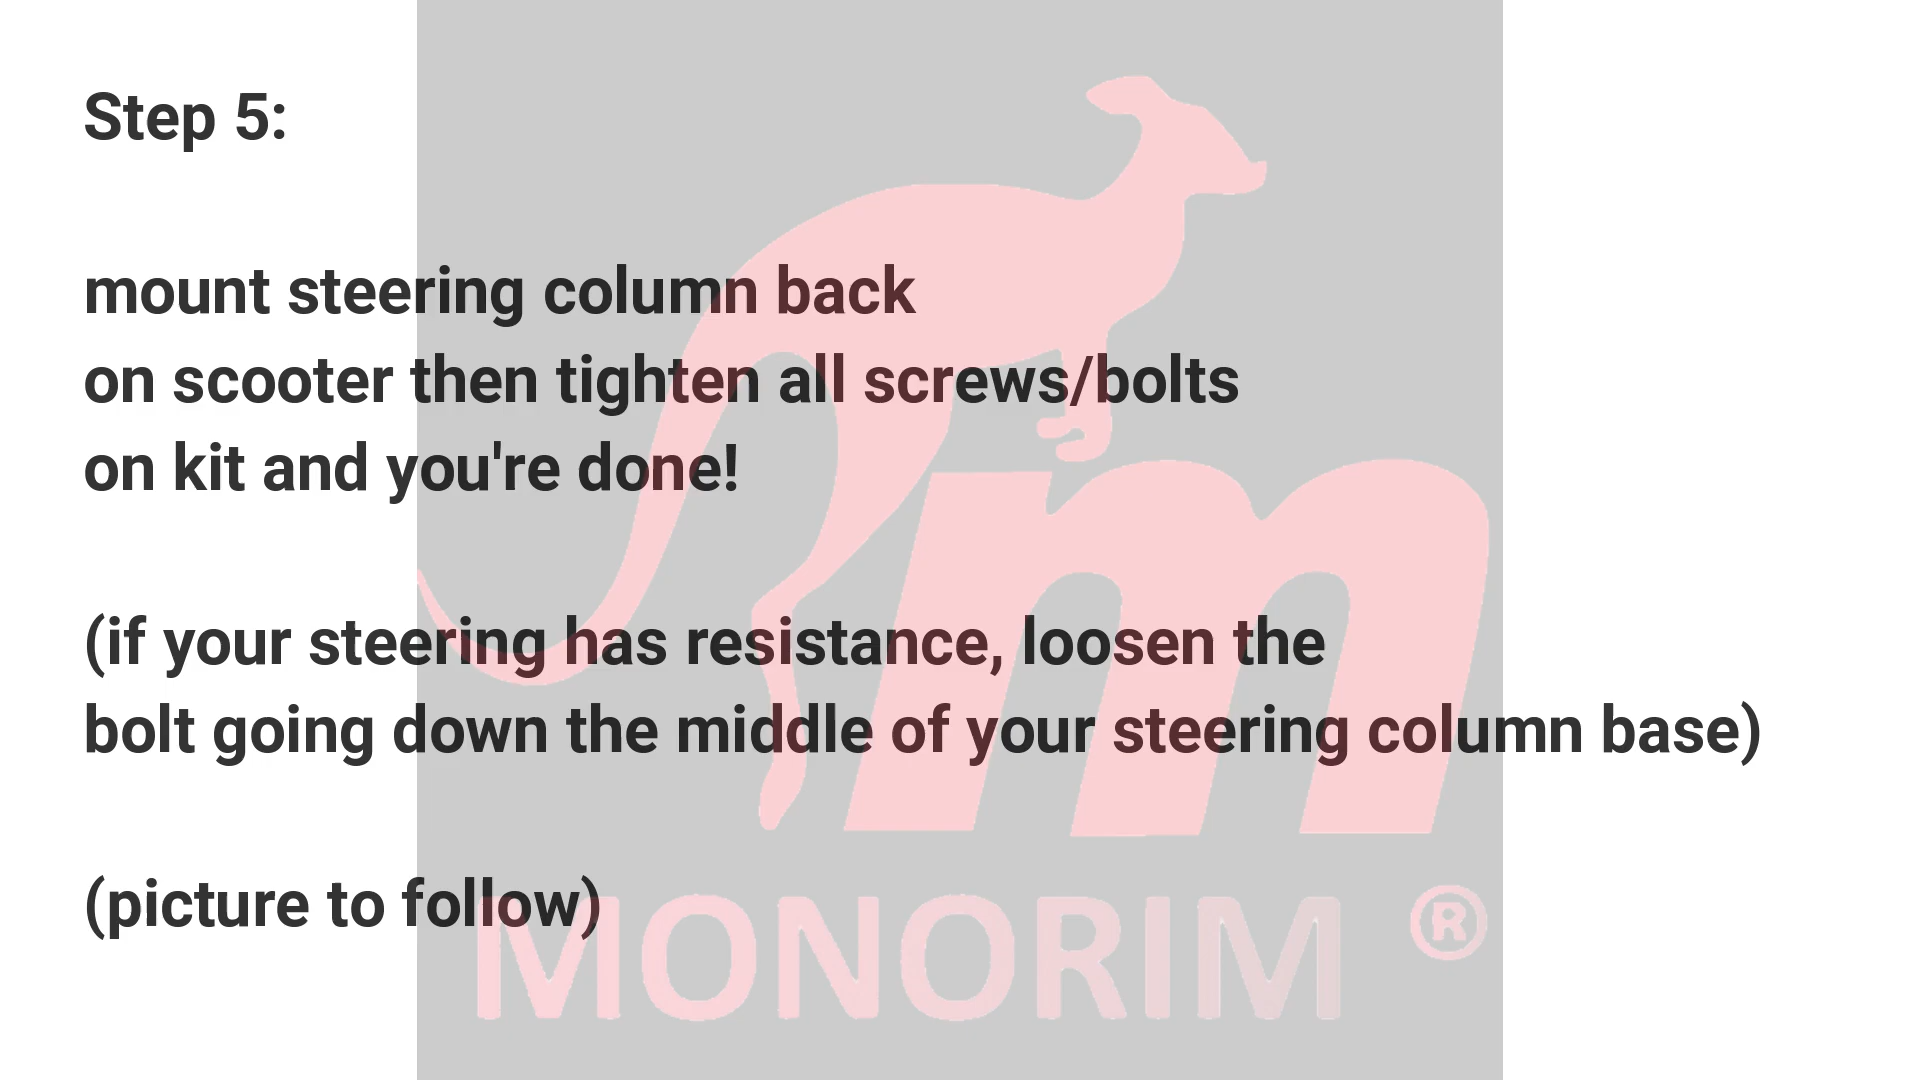 Step 5:
mount steering column back
on scooter then tighten all screws/bolts
on kit and you're done!
(if your steering has resistance, loosen the
bolt going down the middle of your steering column base)
(picture to follow)
m
MONORIM ®